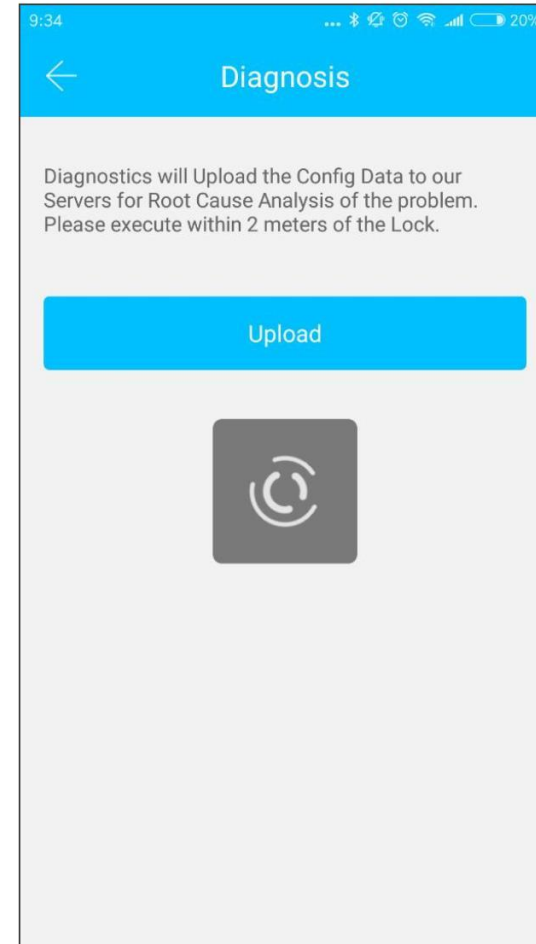 9:34
... 20%
Diagnosis
Diagnostics will Upload the Config Data to our
Servers for Root Cause Analysis of the problem.
Please execute within 2 meters of the Lock.
Upload